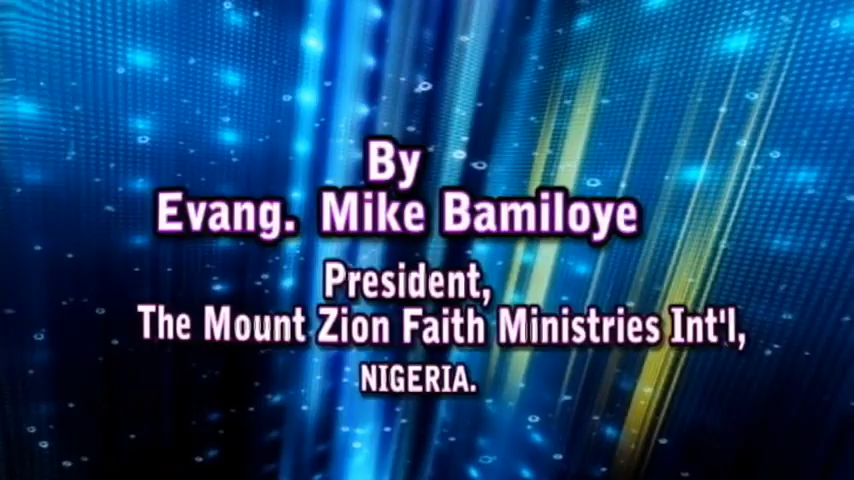 By
Evang. Mike Bamiloye
President,
The Mount Zion Faith Ministries Int'l,
NIGERIA.